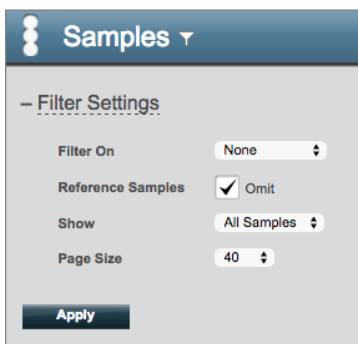 Samples
– Filter Settings
Filter On None
Reference Samples Omit
Show All Samples
Page Size 40
Apply